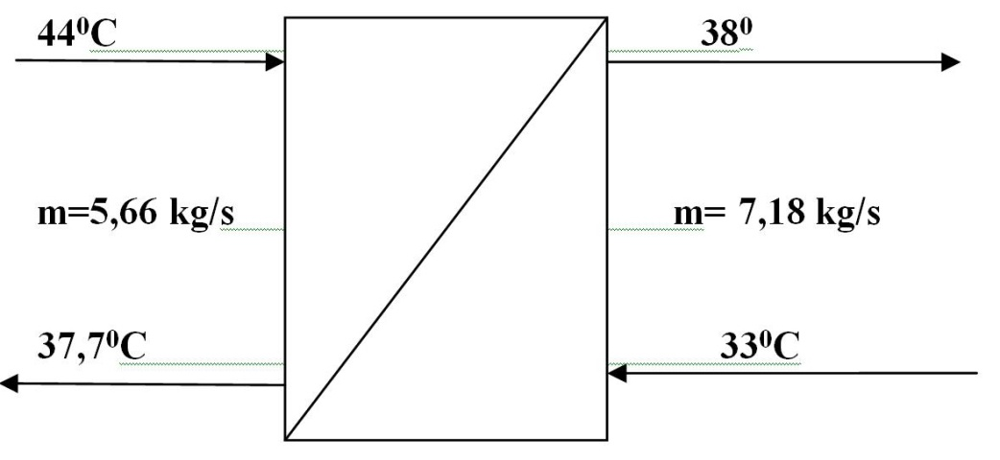 44⁰C
38⁰
m=5,66 kg/s
m= 7,18 kg/s
37,7⁰C
33⁰C